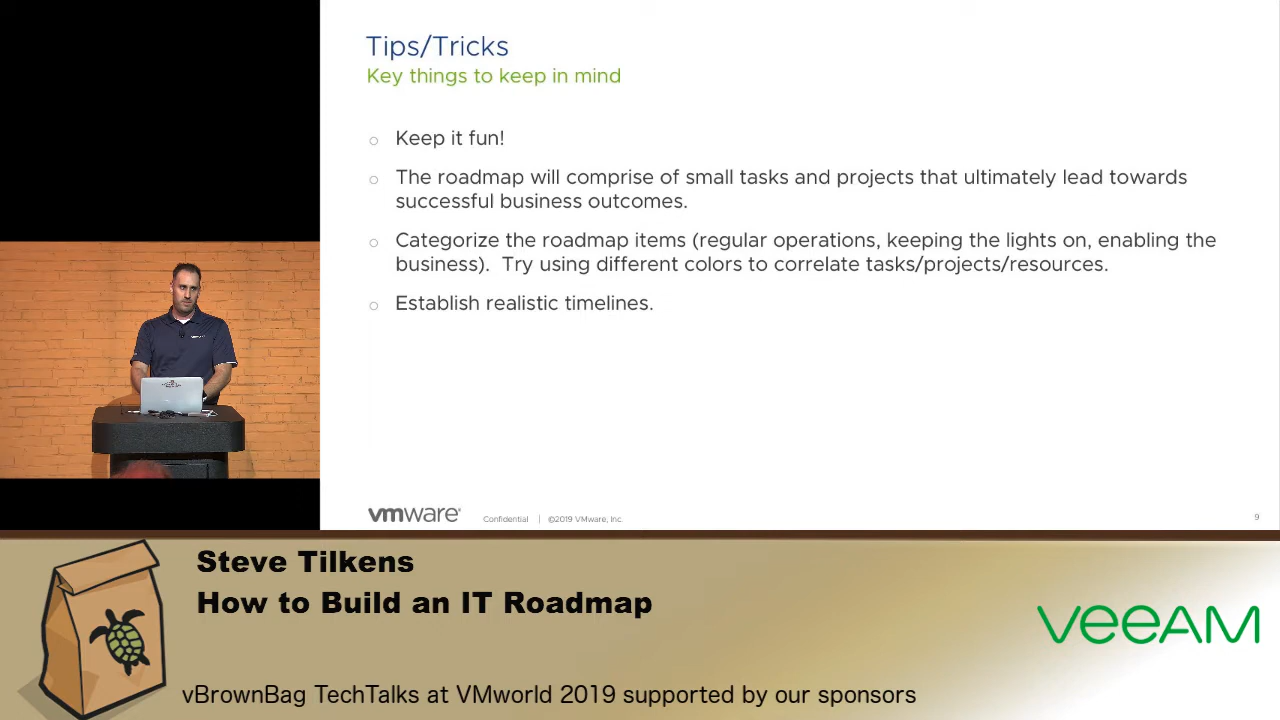 Tips/Tricks
Key things to keep in mind
Keep it fun!
The roadmap will comprise of small tasks and projects that ultimately lead towards
successful business outcomes.
Categorize the roadmap items (regular operations, keeping the lights on, enabling the
business).  Try using different colors to correlate tasks/projects/resources.
Establish realistic timelines.
vmware®
Confidential | ©2019 VMware, Inc.
9
Steve Tilkens
How to Build an IT Roadmap
veeAM
vBrownBag TechTalks at VMworld 2019 supported by our sponsors